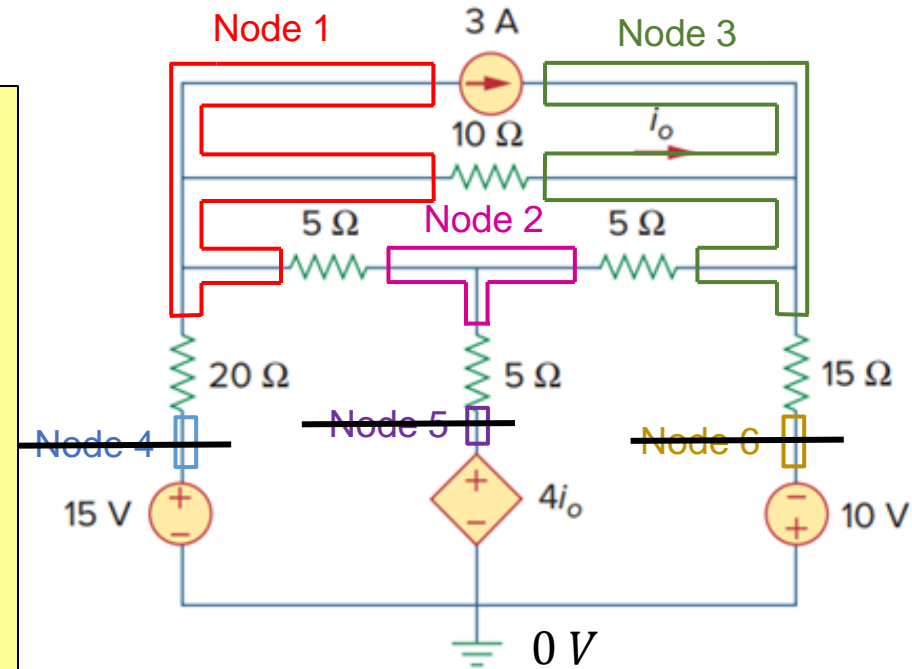 Node 1
3 A
Node 3
10 Ω
i_o
5 Ω
Node 2
5 Ω
20 Ω
5 Ω
15 Ω
Node 4
Node 5
Node 6
+
−
15 V
+
−
4i_o
−
+
10 V
0 V